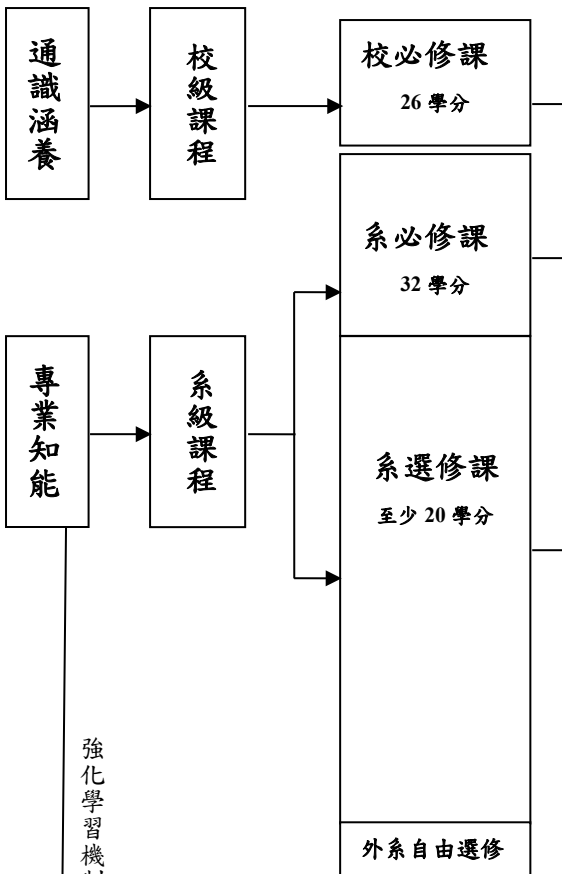 通識涵養
校級課程
校必修課
26 學分
系必修課
32 學分
專業知能
系級課程
系選修課
至少 20 學分
強化學習機制
外系自由選修